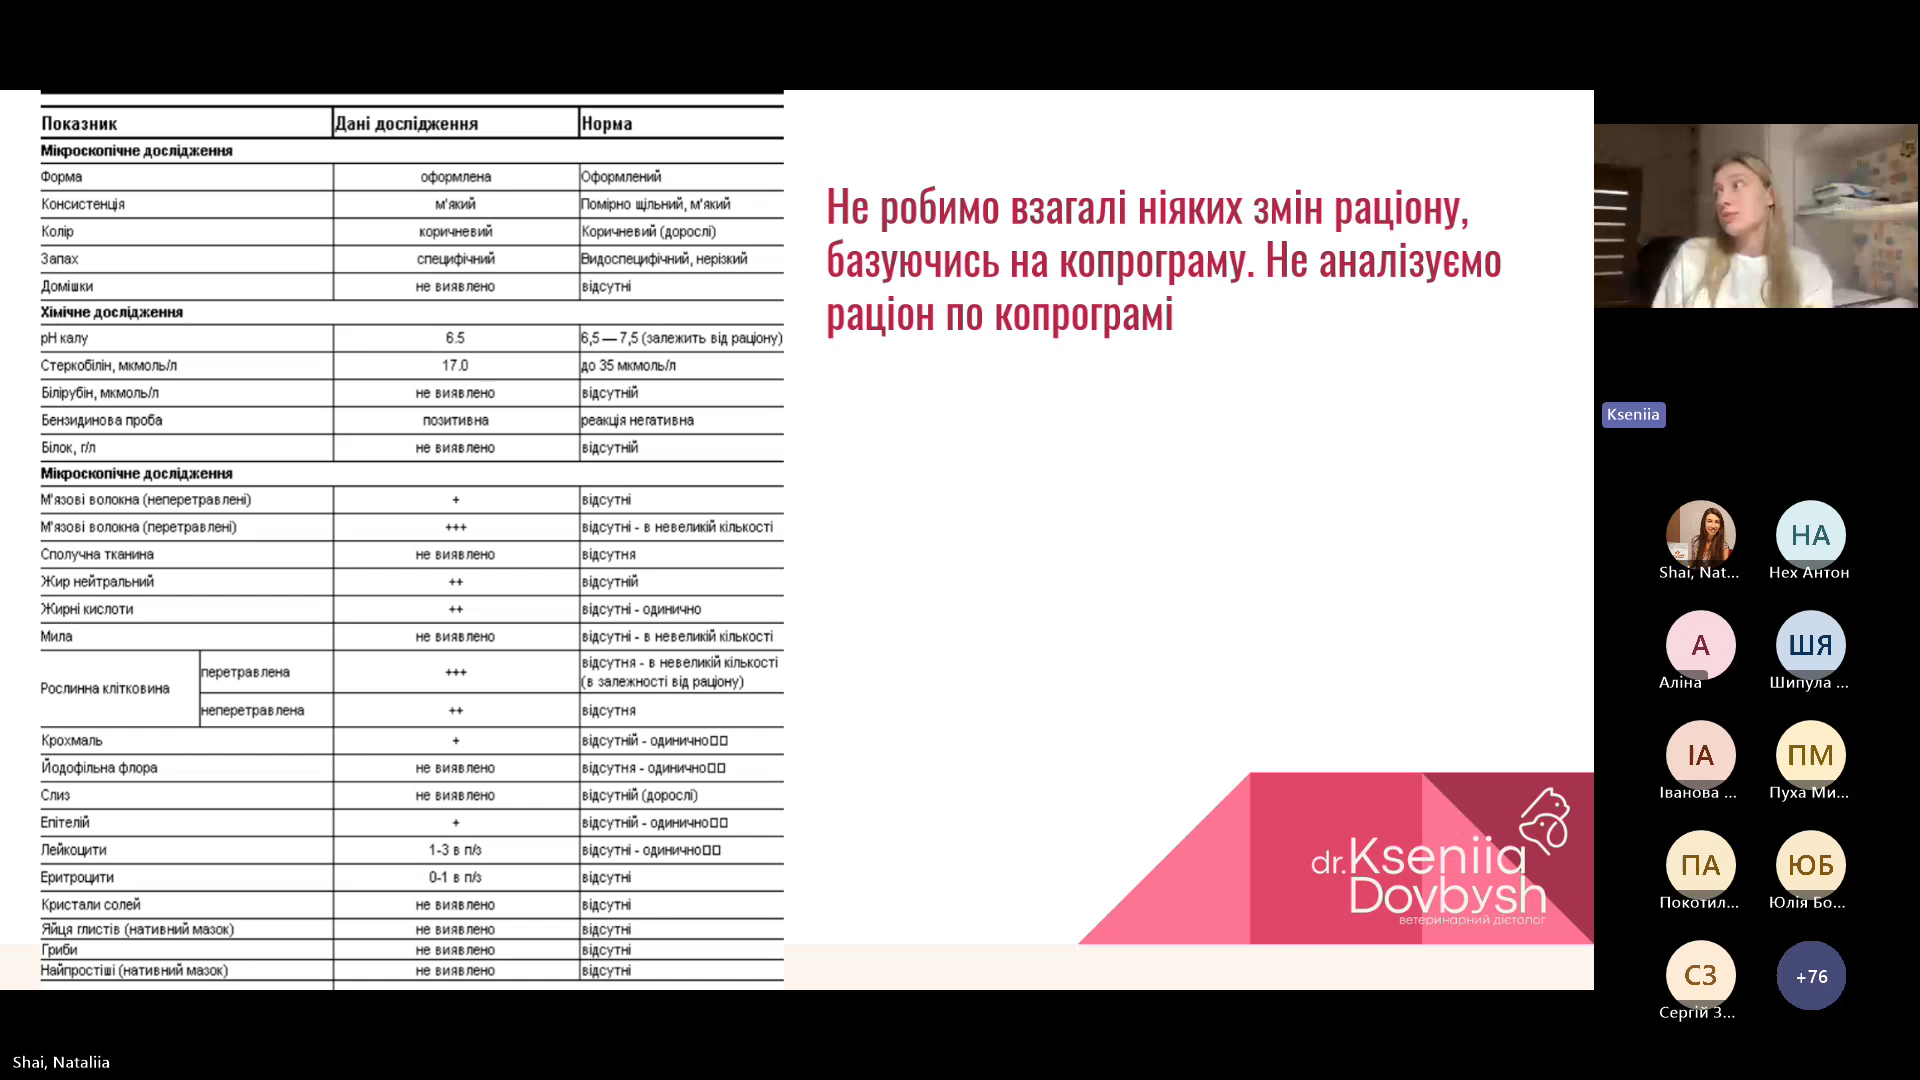 Показник Дані дослідження Норма
Мікроскопічне дослідження
Форма оформлена Оформлений
Консистенція м'який Помірно щільний, м'який
Колір коричневий Коричневий (дорослі)
Запах специфічний Видоспецифічний, нерізкий
Домішки не виявлено відсутні
Хімічне дослідження
рН калу 6.5 6,5 — 7,5 (залежить від раціону)
Стеркобілін, мкмоль/л 17.0 до 35 мкмоль/л
Білірубін, мкмоль/л не виявлено відсутній
Бензидинова проба позитивна реакція негативна
Білок, г/л не виявлено відсутній
Мікроскопічне дослідження
М'язові волокна (неперетравлені) + відсутні
М'язові волокна (перетравлені) +++ відсутні - в невеликій кількості
Сполучна тканина не виявлено відсутня
Жир нейтральний ++ відсутній
Жирні кислоти ++ відсутні - одинично
Мила не виявлено відсутні - в невеликій кількості
Рослинна клітковина
перетравлена +++ відсутня - в невеликій кількості
(в залежності від раціону)
неперетравлена ++ відсутня
Крохмаль + відсутній - одинично□□
Йодофільна флора не виявлено відсутня - одинично□□
Слиз не виявлено відсутній (дорослі)
Епітелій + відсутній - одинично□□
Лейкоцити 1-3 в п/з відсутні - одинично□□
Еритроцити 0-1 в п/з відсутні
Кристали солей не виявлено відсутні
Яйця глистів (нативний мазок) не виявлено відсутні
Гриби не виявлено відсутні
Найпростіші (нативний мазок) не виявлено відсутні
Не робимо взагалі ніяких змін раціону,
базуючись на копрограму. Не аналізуємо
раціон по копрограмі
dr.Kseniia
Dovbysh
ветеринарний дієтолог
Kseniia
Shai, Nat...
НА
Нех Антон
А
Аліна
ШЯ
Шипула ...
ІА
Іванова ...
ПМ
Пуха Ми...
ПА
Покотил...
ЮБ
Юлія Бо...
СЗ
Сергій З...
+76
Shai, Nataliia